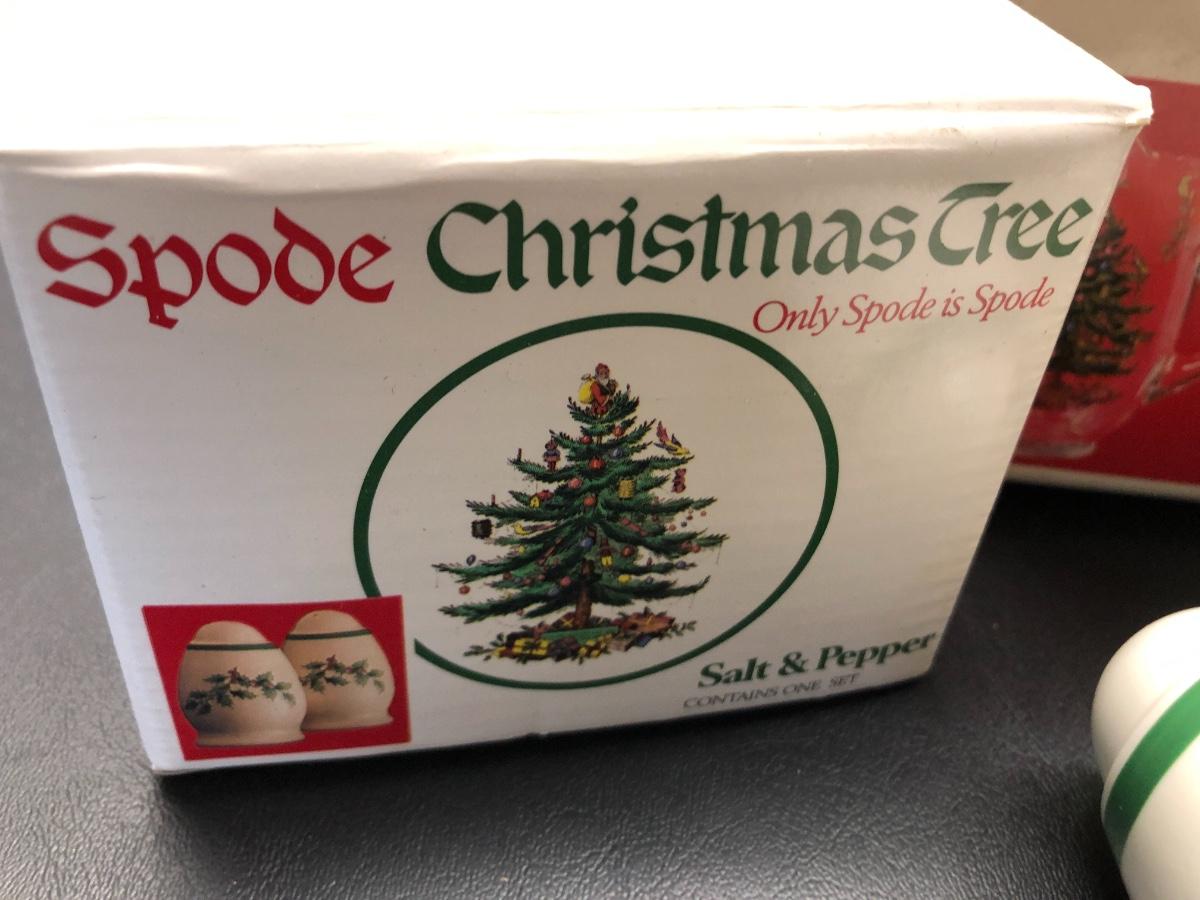 Spode Christmas Tree
Only Spode is Spode
Salt & Pepper
CONTAINS ONE SET